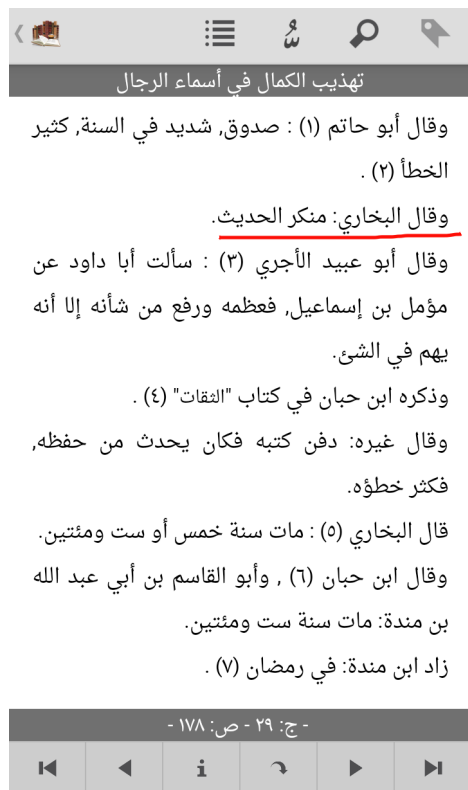 تهذيب الكمال في أسماء الرجال
وقال أبو حاتم (١) : صدوق, شديد في السنة, كثير
الخطأ (٢) .
وقال البخاري: منكر الحديث.
وقال أبو عبيد الأجري (٣) : سألت أبا داود عن
مؤمل بن إسماعيل, فعظمه ورفع من شأنه إلا أنه
يهم في الشئ.
وذكره ابن حبان في كتاب "الثقات" (٤) .
وقال غيره: دفن كتبه فكان يحدث من حفظه,
فكثر خطؤه.
قال البخاري (٥) : مات سنة خمس أو ست ومئتين.
وقال ابن حبان (٦) , وأبو القاسم بن أبي عبد الله
بن مندة: مات سنة ست ومئتين.
زاد ابن مندة: في رمضان (٧) .
- ج: ٢٩ - ص: ١٧٨ -